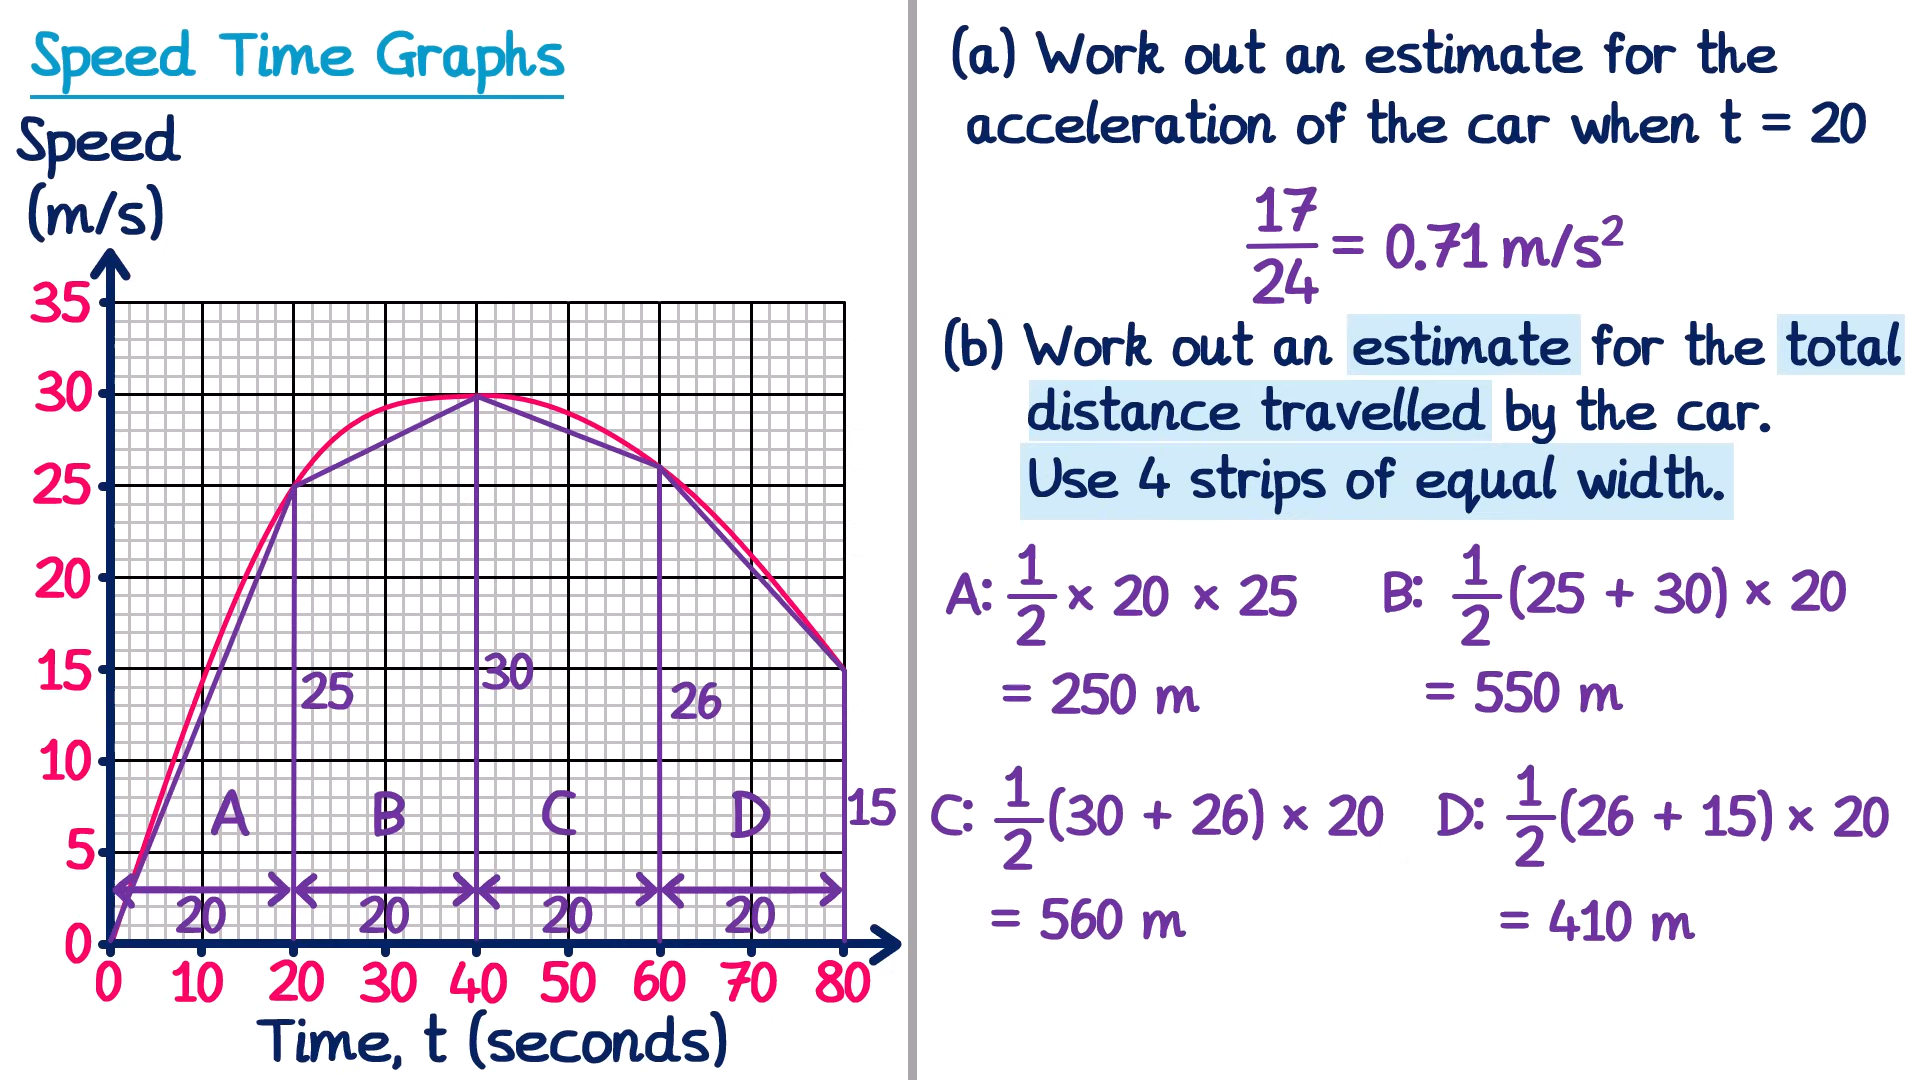 Speed Time Graphs
Speed
(m/s)
35
30
25
20
15
10
5
0
25
30
26
15
A
B
C
D
20
20
20
20
0 10 20 30 40 50 60 70 80
Time, t (seconds)
(a) Work out an estimate for the
acceleration of the car when t = 20
17/24 = 0.71 m/s²
(b) Work out an estimate for the total
distance travelled by the car.
Use 4 strips of equal width.
A: 1/2 × 20 × 25
= 250 m
B: 1/2 (25 + 30) × 20
= 550 m
C: 1/2 (30 + 26) × 20
= 560 m
D: 1/2 (26 + 15) × 20
= 410 m